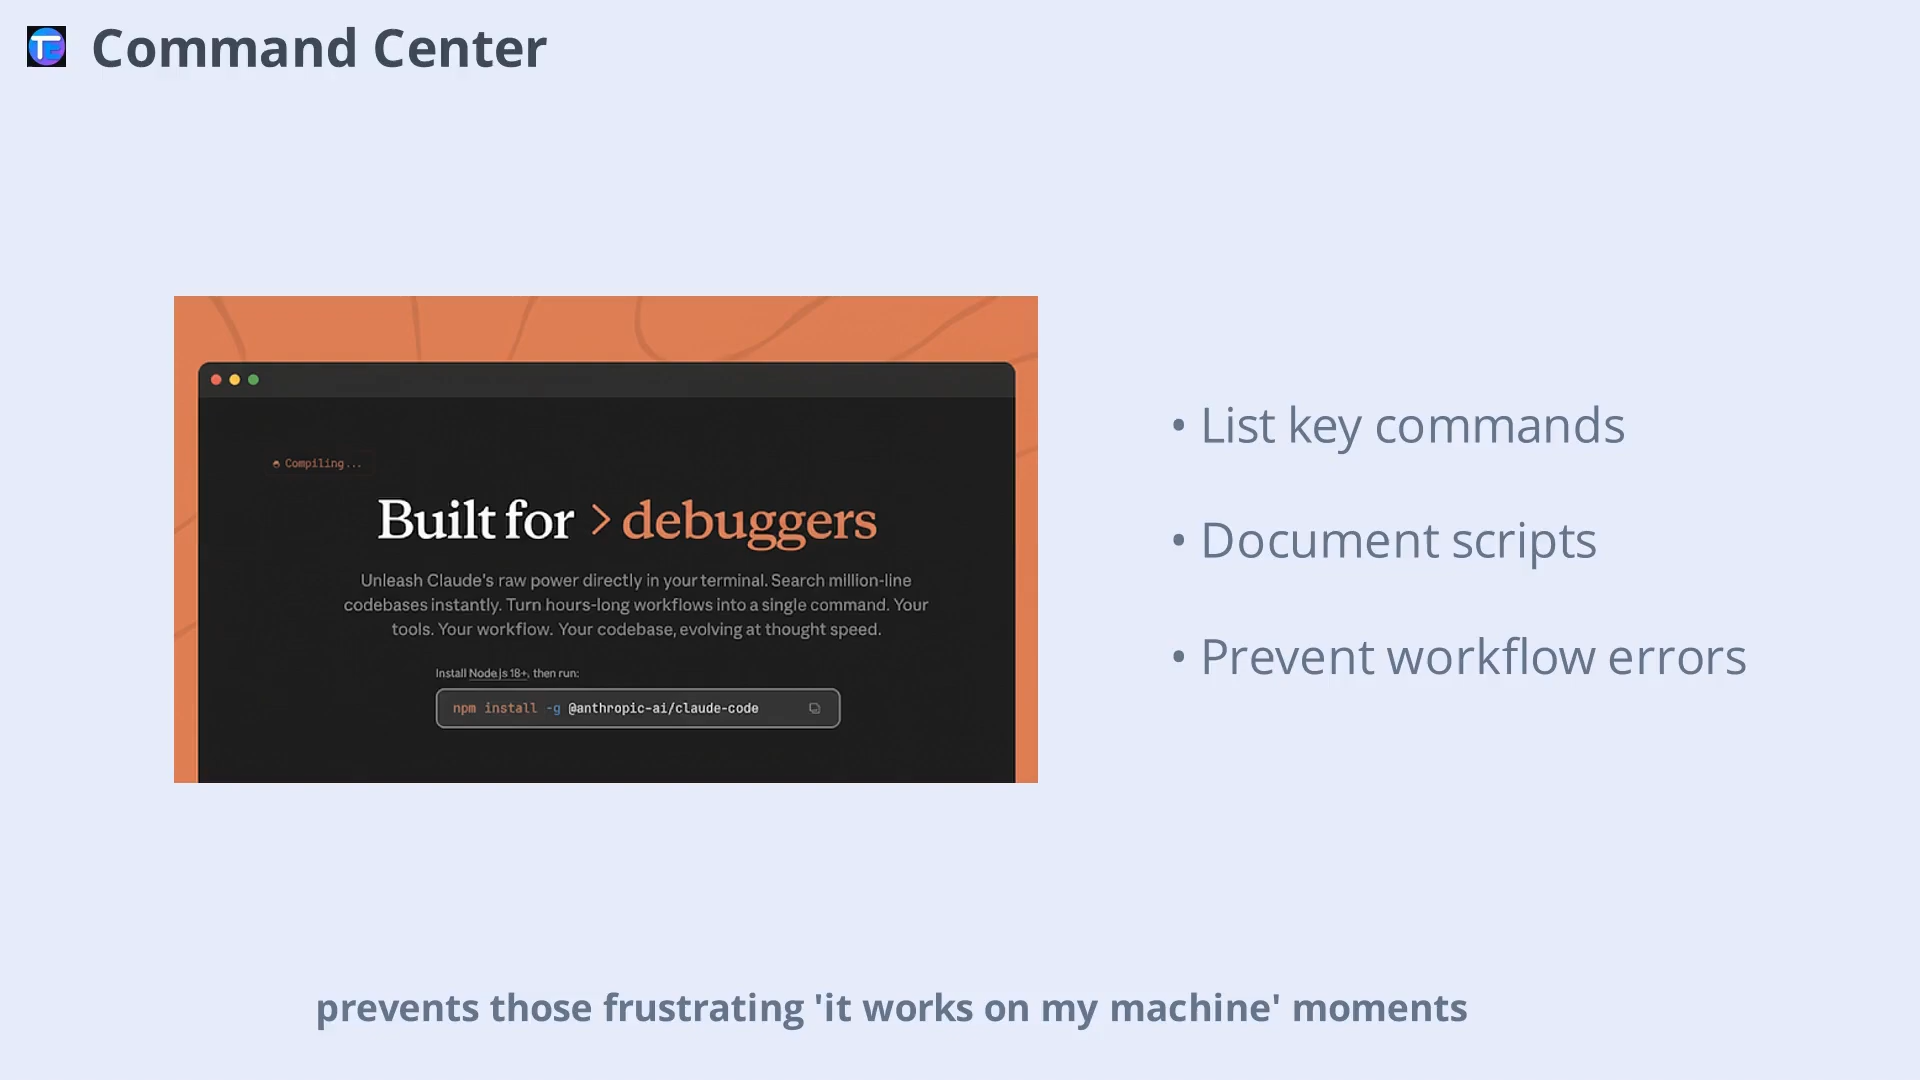 Command Center
Compiling...
Built for > debuggers
Unleash Claude's raw power directly in your terminal. Search million-line
codebases instantly. Turn hours-long workflows into a single command. Your
tools. Your workflow. Your codebase, evolving at thought speed.
Install Node.js 18+, then run:
npm install -g @anthropic-ai/claude-code
• List key commands
• Document scripts
• Prevent workflow errors
prevents those frustrating 'it works on my machine' moments